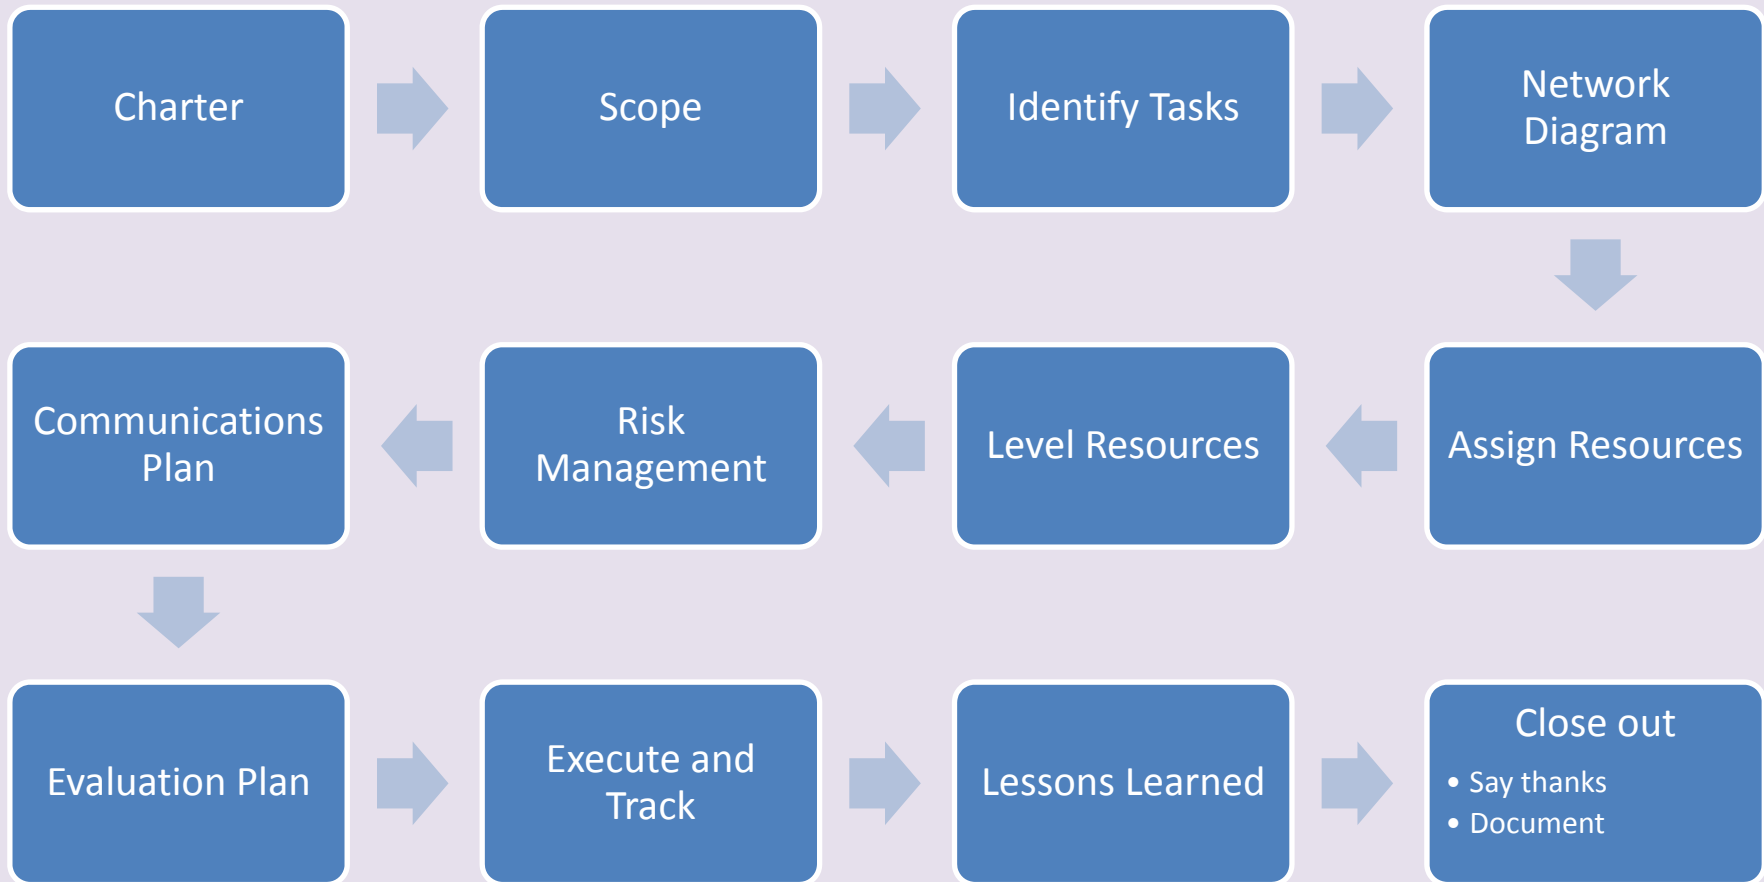 Charter
Scope
Identify Tasks
Network
Diagram
Assign Resources
Level Resources
Risk
Management
Communications
Plan
Evaluation Plan
Execute and
Track
Lessons Learned
Close out
• Say thanks
• Document